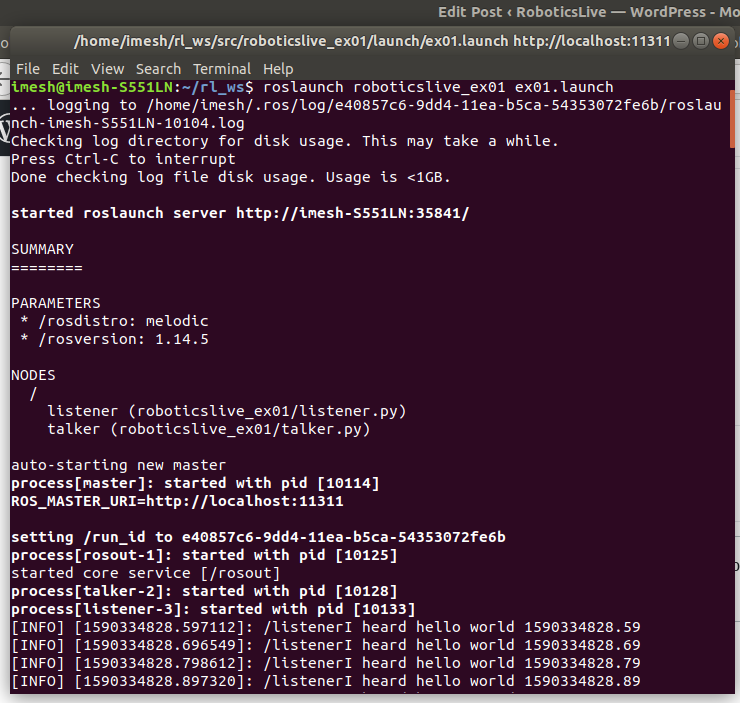 Edit Post ‹ RoboticsLive — WordPress - Mo
/home/imesh/rl_ws/src/roboticslive_ex01/launch/ex01.launch http://localhost:11311
File Edit View Search Terminal Help
imesh@imesh-S551LN:~/rl_ws$ roslaunch roboticslive_ex01 ex01.launch
... logging to /home/imesh/.ros/log/e40857c6-9dd4-11ea-b5ca-54353072fe6b/roslau
nch-imesh-S551LN-10104.log
Checking log directory for disk usage. This may take a while.
Press Ctrl-C to interrupt
Done checking log file disk usage. Usage is <1GB.
started roslaunch server http://imesh-S551LN:35841/
SUMMARY
========
PARAMETERS
* /rosdistro: melodic
* /rosversion: 1.14.5
NODES
/
listener (roboticslive_ex01/listener.py)
talker (roboticslive_ex01/talker.py)
auto-starting new master
process[master]: started with pid [10114]
ROS_MASTER_URI=http://localhost:11311
setting /run_id to e40857c6-9dd4-11ea-b5ca-54353072fe6b
process[rosout-1]: started with pid [10125]
started core service [/rosout]
process[talker-2]: started with pid [10128]
process[listener-3]: started with pid [10133]
[INFO] [1590334828.597112]: /listenerI heard hello world 1590334828.59
[INFO] [1590334828.696549]: /listenerI heard hello world 1590334828.69
[INFO] [1590334828.798612]: /listenerI heard hello world 1590334828.79
[INFO] [1590334828.897320]: /listenerI heard hello world 1590334828.89